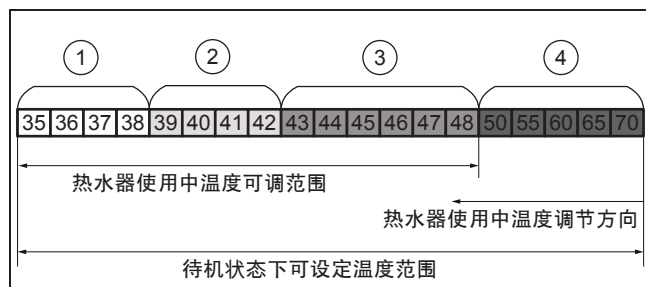 ① ② ③ ④
35 36 37 38 39 40 41 42 43 44 45 46 47 48 50 55 60 65 70
热水器使用中温度可调范围
热水器使用中温度调节方向
待机状态下可设定温度范围